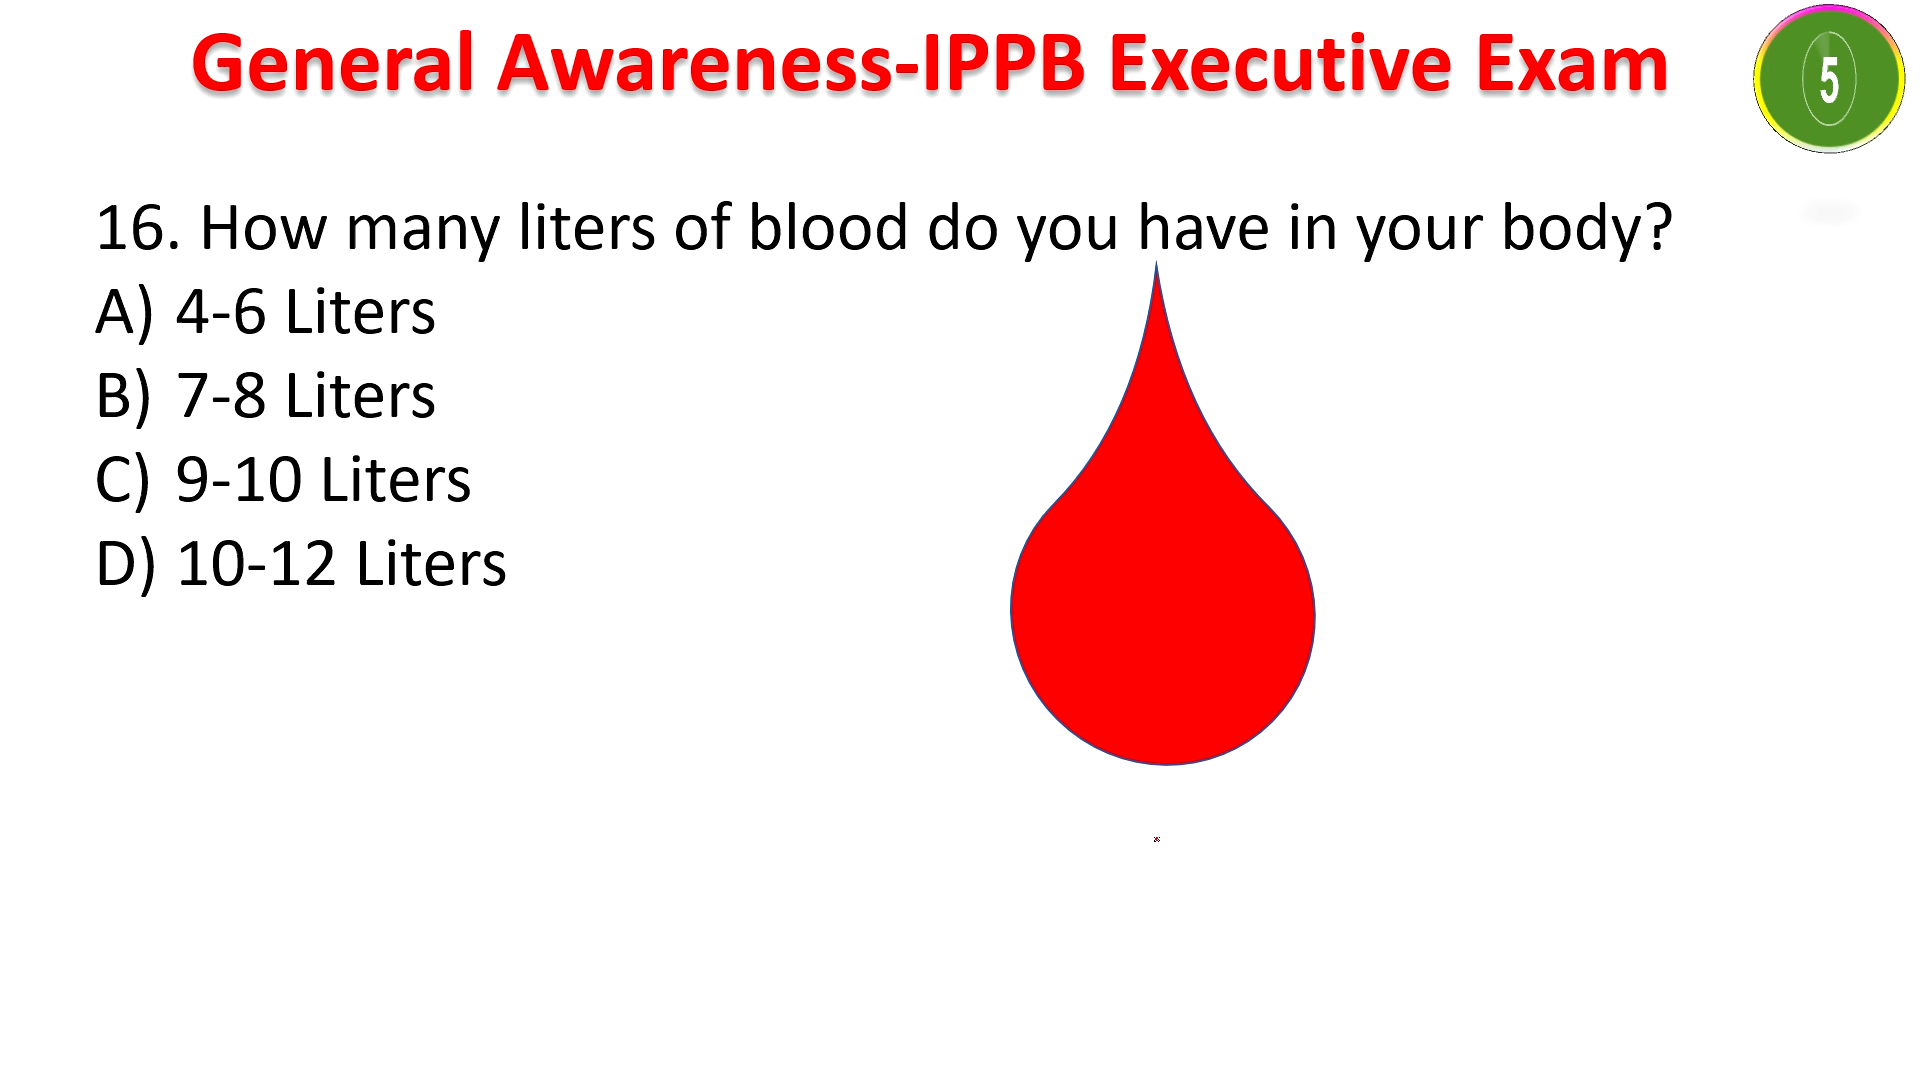 General Awareness-IPPB Executive Exam
5
16. How many liters of blood do you have in your body?
A) 4-6 Liters
B) 7-8 Liters
C) 9-10 Liters
D) 10-12 Liters